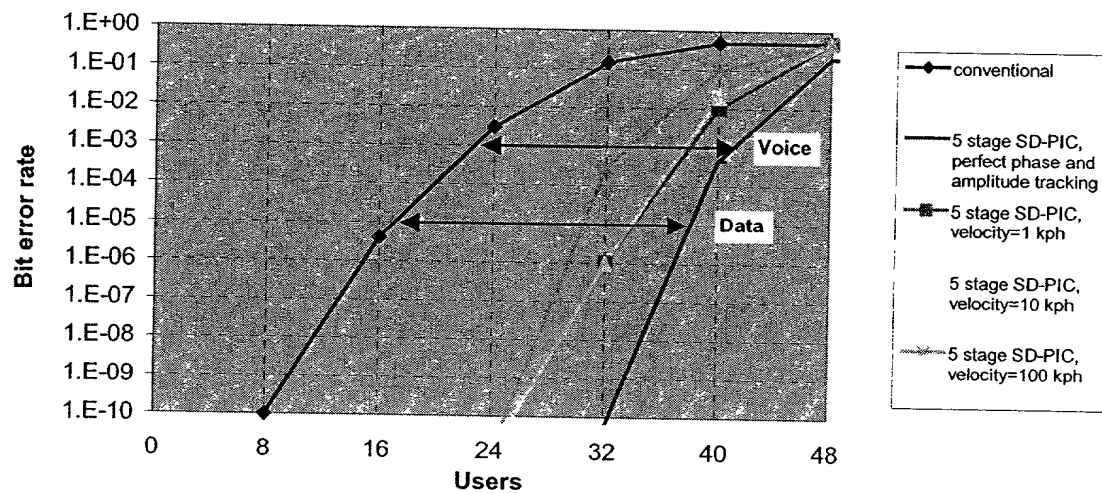 1.E+00
1.E-01
1.E-02
1.E-03
1.E-04
1.E-05
1.E-06
1.E-07
1.E-08
1.E-09
1.E-10
Bit error rate
0 8 16 24 32 40 48
Users
Voice
Data
conventional
5 stage SD-PIC,
perfect phase and
amplitude tracking
5 stage SD-PIC,
velocity=1 kph
5 stage SD-PIC,
velocity=10 kph
5 stage SD-PIC,
velocity=100 kph